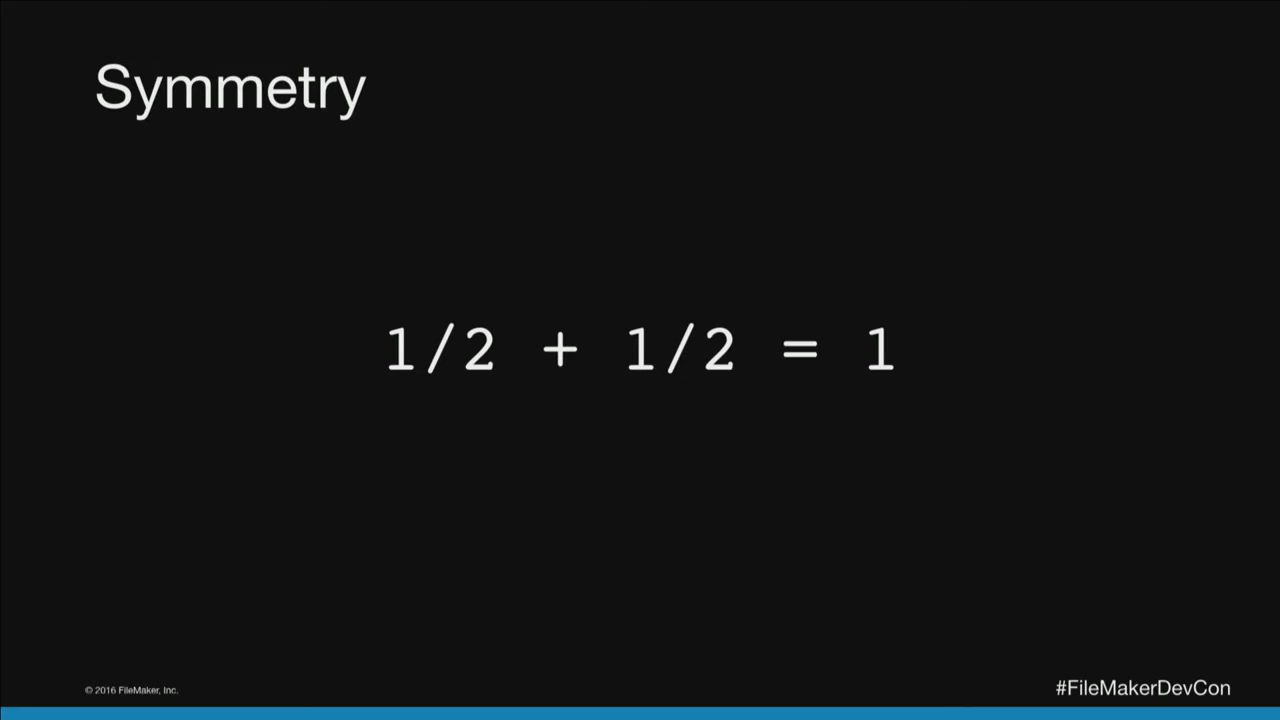 Symmetry
1/2 + 1/2 = 1
© 2016 FileMaker, Inc.
#FileMakerDevCon